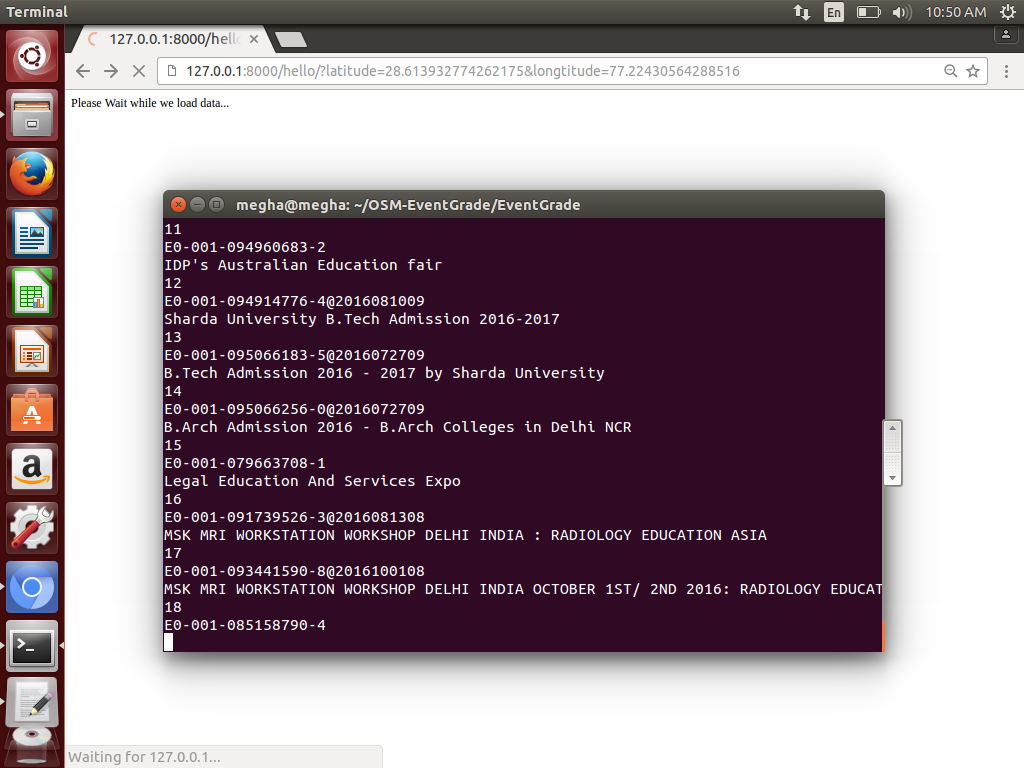 Terminal
En
10:50 AM
127.0.0.1:8000/hell
127.0.0.1:8000/hello/?latitude=28.613932774262175&longtitude=77.22430564288516
Please Wait while we load data...
megha@megha: ~/OSM-EventGrade/EventGrade
11
E0-001-094960683-2
IDP's Australian Education fair
12
E0-001-094914776-4@2016081009
Sharda University B.Tech Admission 2016-2017
13
E0-001-095066183-5@2016072709
B.Tech Admission 2016 - 2017 by Sharda University
14
E0-001-095066256-0@2016072709
B.Arch Admission 2016 - B.Arch Colleges in Delhi NCR
15
E0-001-079663708-1
Legal Education And Services Expo
16
E0-001-091739526-3@2016081308
MSK MRI WORKSTATION WORKSHOP DELHI INDIA : RADIOLOGY EDUCATION ASIA
17
E0-001-093441590-8@2016100108
MSK MRI WORKSTATION WORKSHOP DELHI INDIA OCTOBER 1ST/ 2ND 2016: RADIOLOGY EDUCAT
18
E0-001-085158790-4
Waiting for 127.0.0.1...